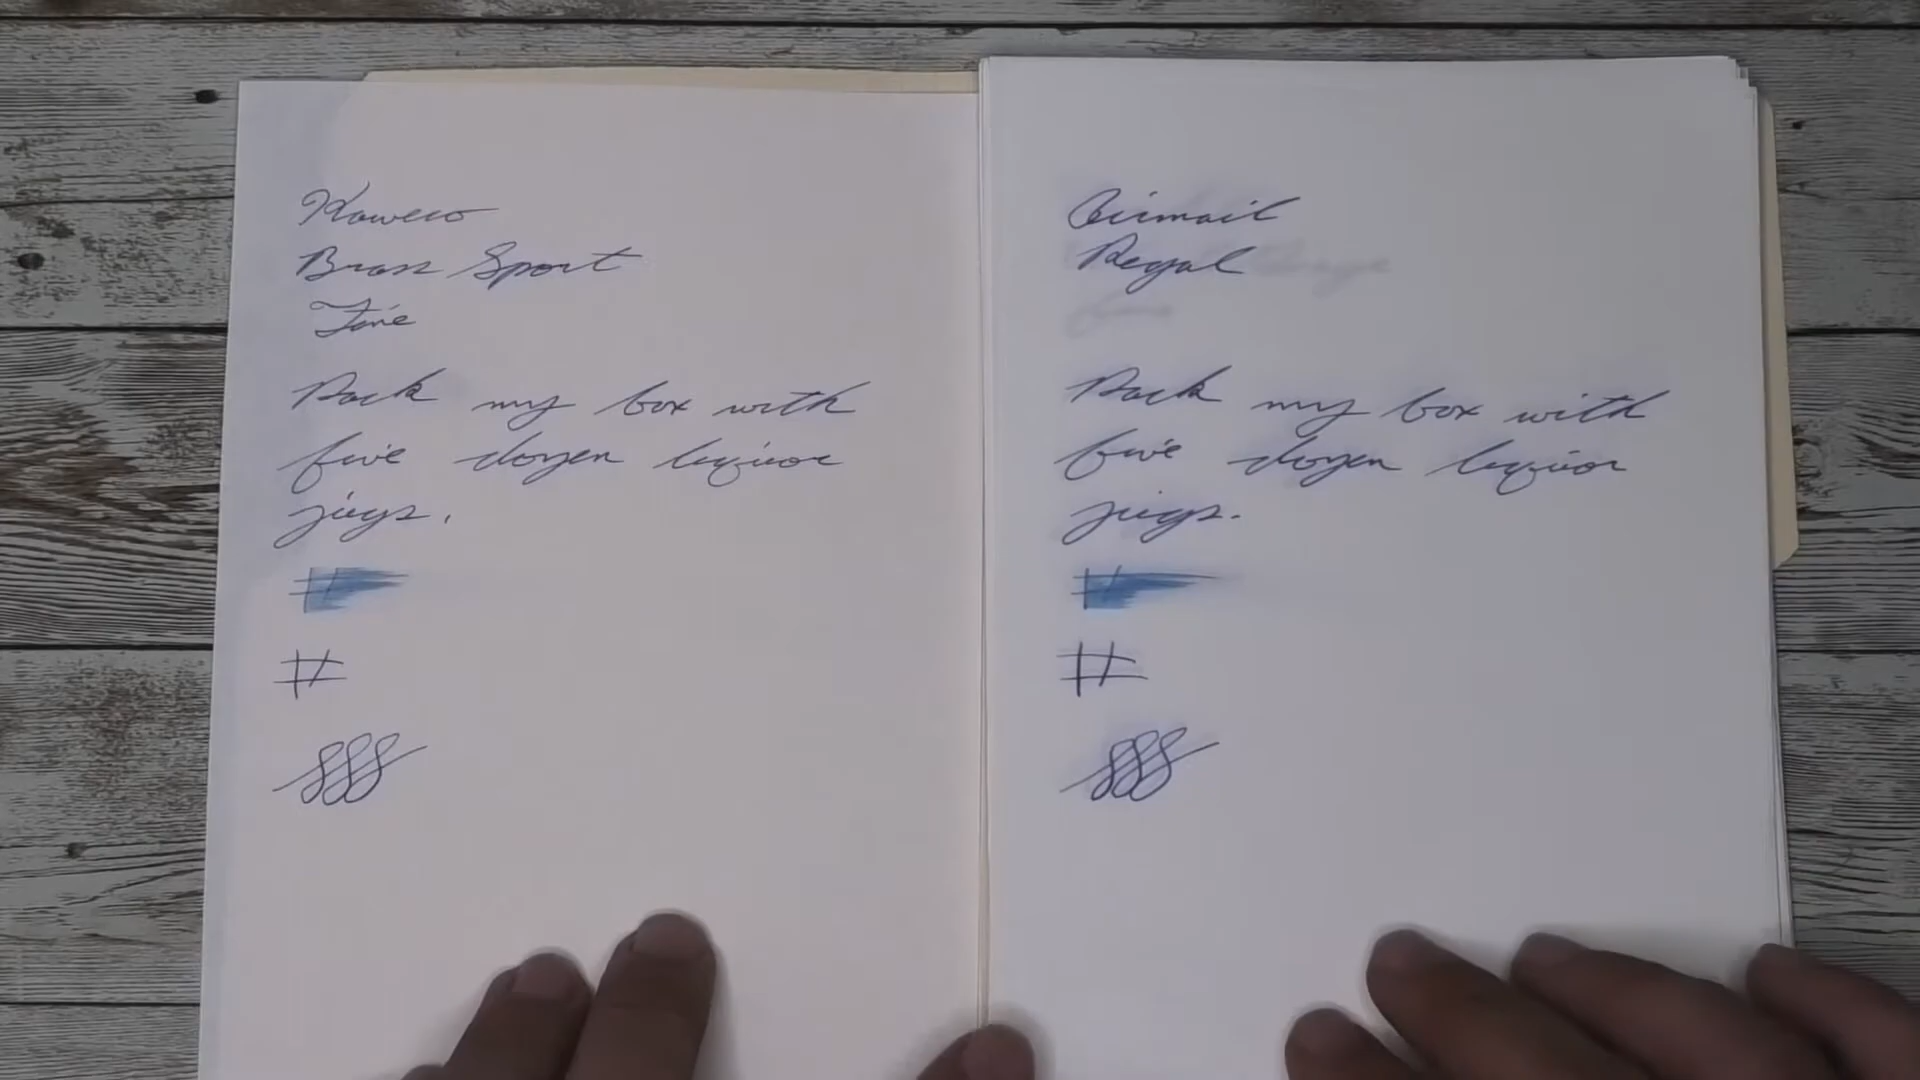 Kaweco
Brass Sport
Fine
Pack my box with
five dozen liquor
jugs.
#
#
Airmail
Regal
Pack my box with
five dozen liquor
jugs.
#
#